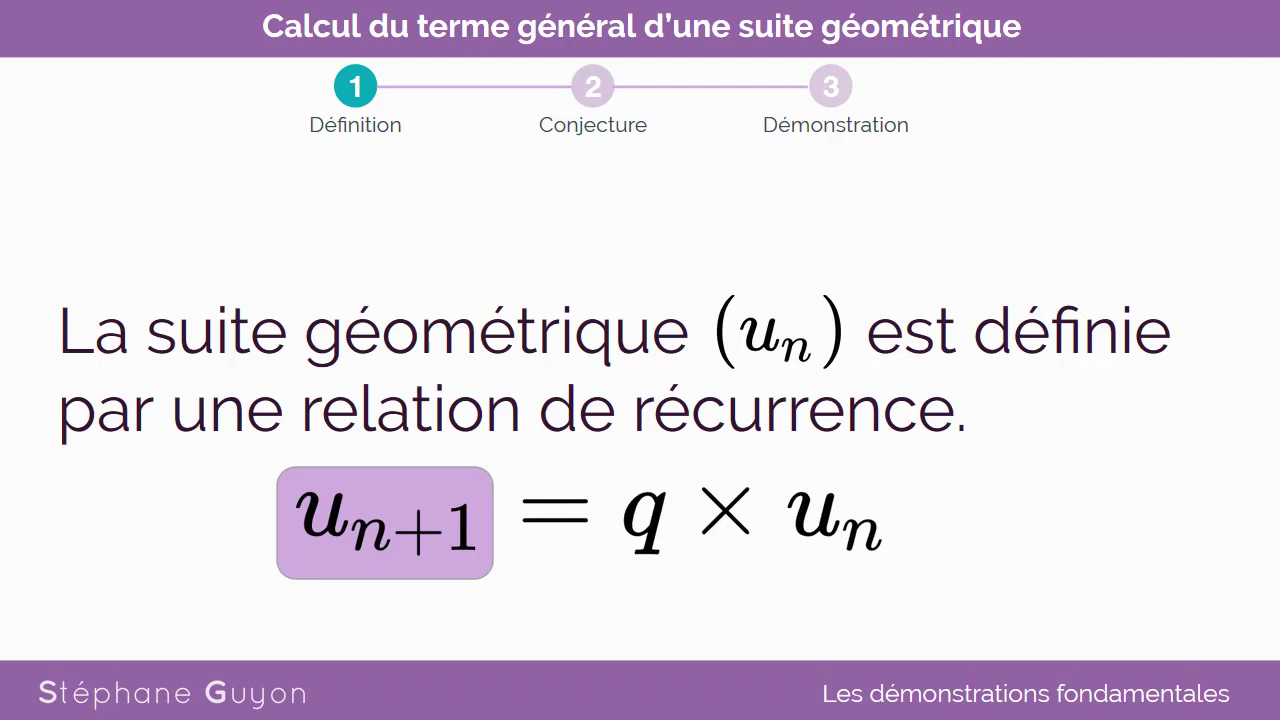 Calcul du terme général d’une suite géométrique
1 2 3
Définition Conjecture Démonstration
La suite géométrique (uₙ) est définie
par une relation de récurrence.
uₙ₊₁ = q × uₙ
Stéphane Guyon Les démonstrations fondamentales